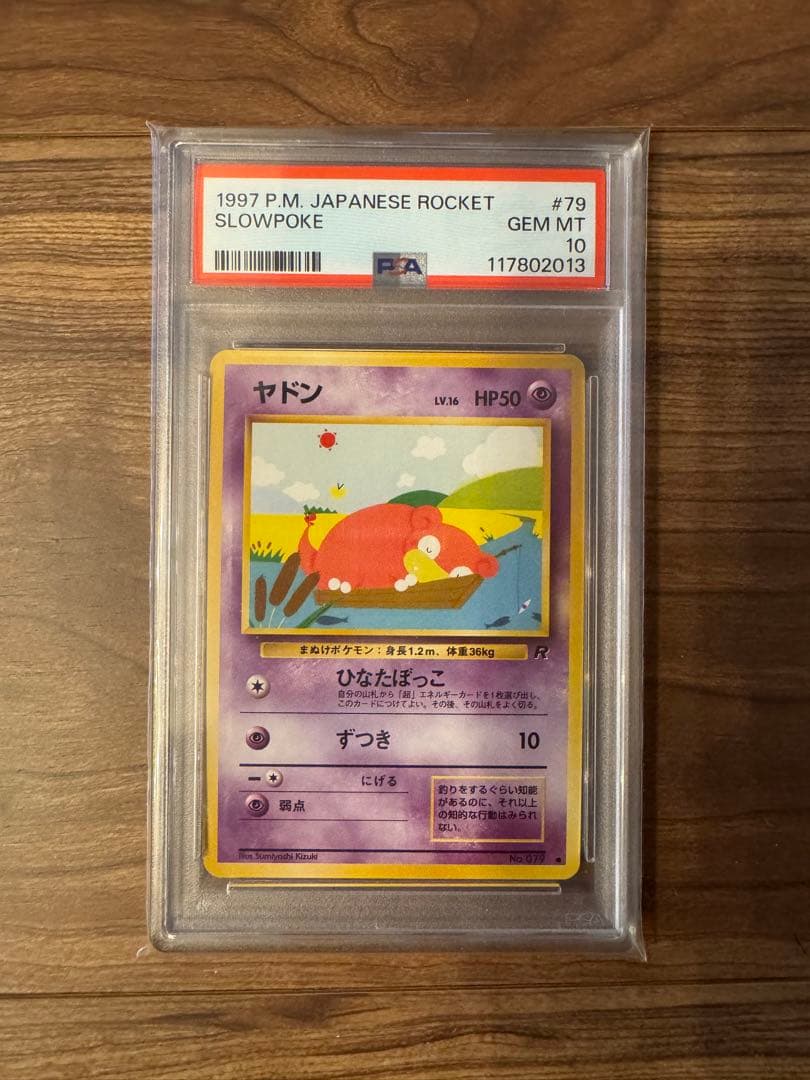 1997 P.M. JAPANESE ROCKET #79
SLOWPOKE GEM MT
10
PSA 117802013
ヤドン LV.16 HP50
まぬけポケモン:身長1.2m、体重36kg R
ひなたぼっこ
自分の山札から「超」エネルギーカードを1枚選び出し、
このカードにつけてよい。その後、その山札をよく切る。
ずつき 10
にげる
弱点
釣りをするぐらい知能
があるのに、それ以上
の知的な行動はみられ
ない。
Illus. Sumiyoshi Kizuki No.079
PSA